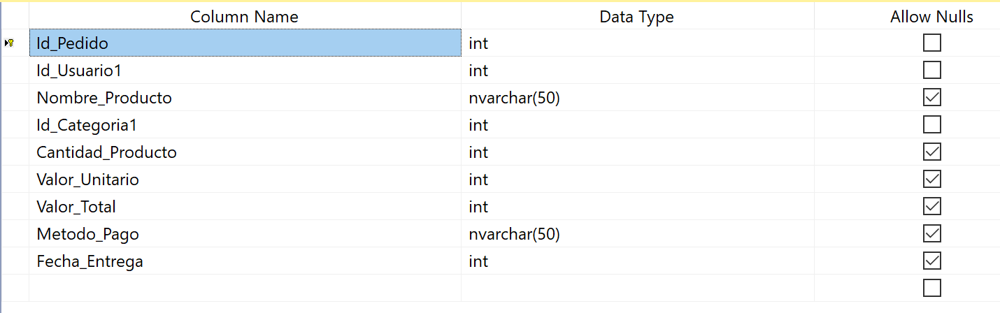 Column Name Data Type Allow Nulls
Id_Pedido int
Id_Usuario1 int
Nombre_Producto nvarchar(50)
Id_Categoria1 int
Cantidad_Producto int
Valor_Unitario int
Valor_Total int
Metodo_Pago nvarchar(50)
Fecha_Entrega int